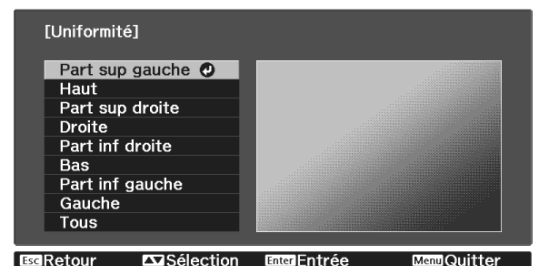 [Uniformité]
Part sup gauche
Haut
Part sup droite
Droite
Part inf droite
Bas
Part inf gauche
Gauche
Tous
Esc Retour Sélection Enter Entrée Menu Quitter